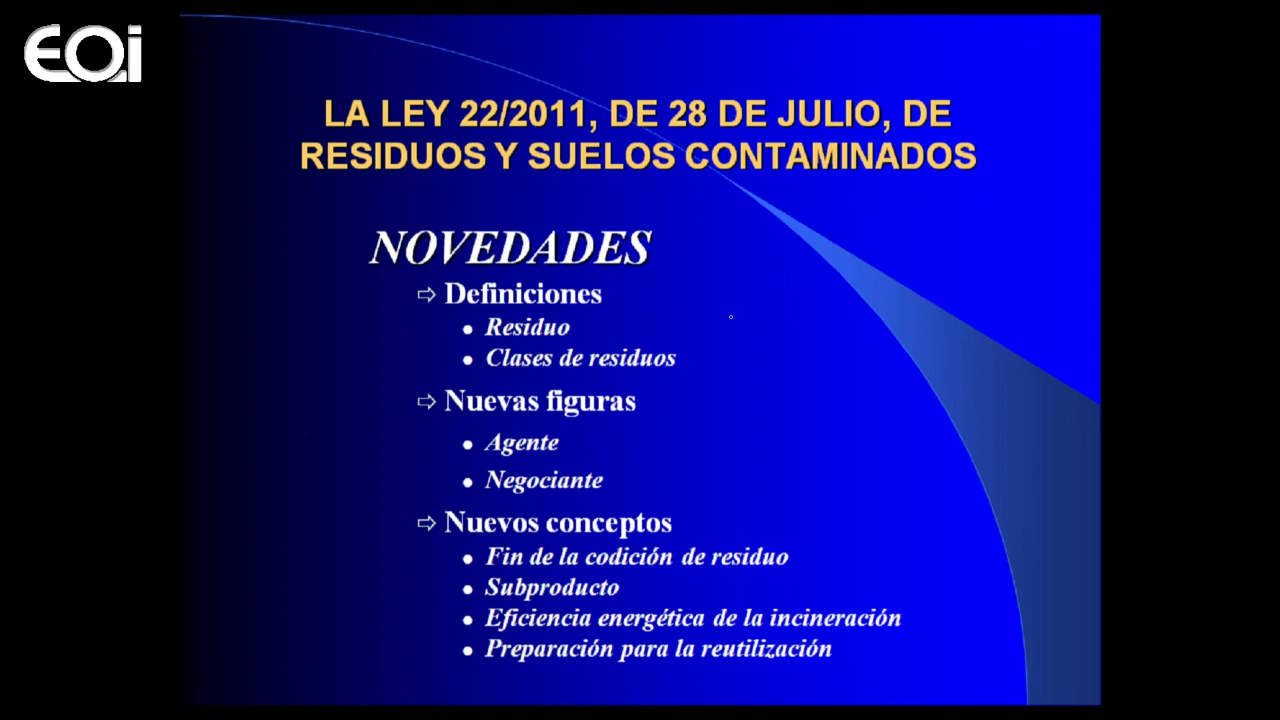 EOi
LA LEY 22/2011, DE 28 DE JULIO, DE
RESIDUOS Y SUELOS CONTAMINADOS
NOVEDADES
⇨ Definiciones
● Residuo
● Clases de residuos
⇨ Nuevas figuras
● Agente
● Negociante
⇨ Nuevos conceptos
● Fin de la codición de residuo
● Subproducto
● Eficiencia energética de la incineración
● Preparación para la reutilización